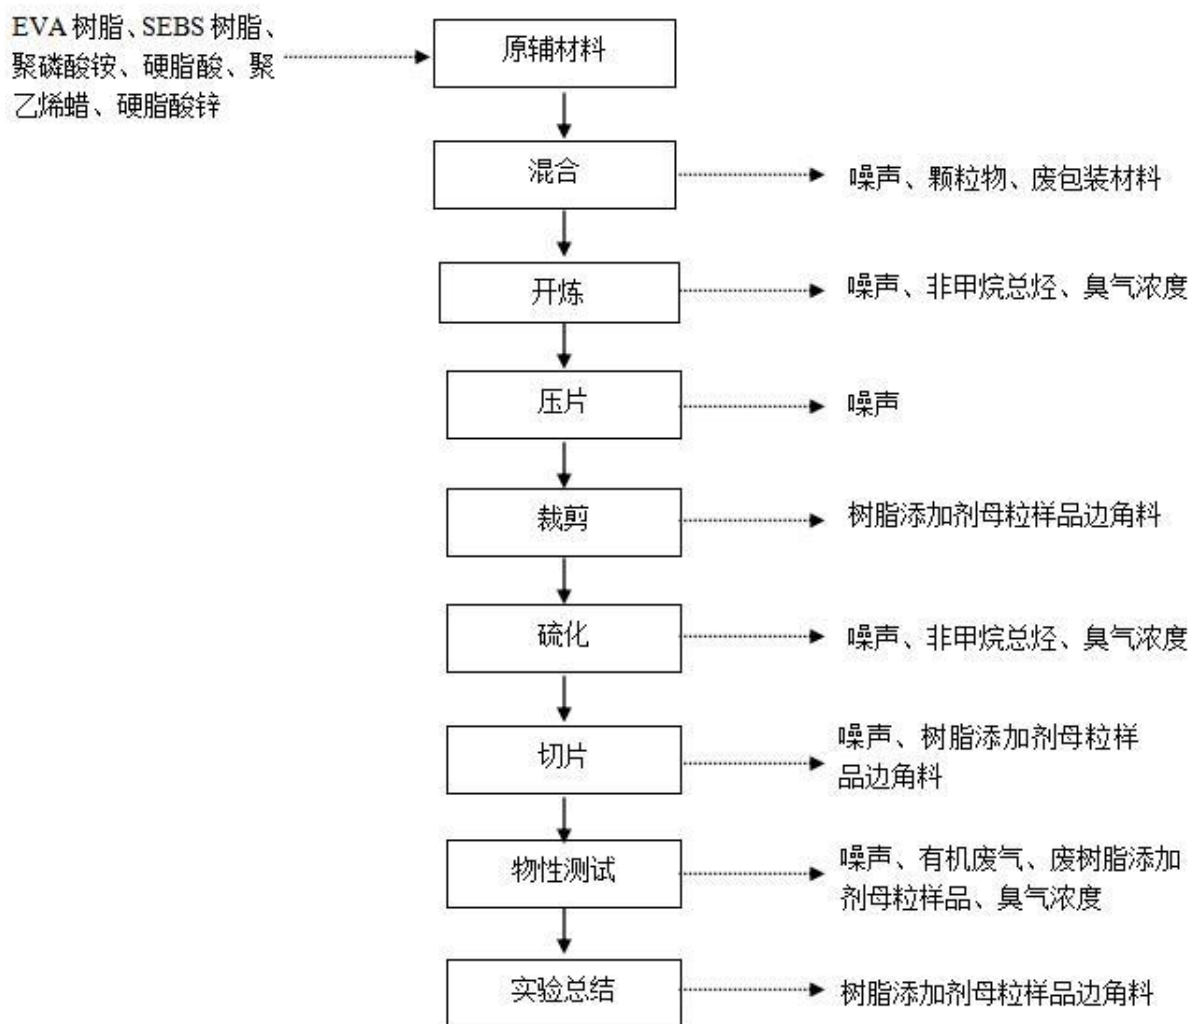 EVA 树脂、SEBS 树脂、
聚磷酸铵、硬脂酸、聚
乙烯蜡、硬脂酸锌
原辅材料
混合
噪声、颗粒物、废包装材料
开炼
噪声、非甲烷总烃、臭气浓度
压片
噪声
裁剪
树脂添加剂母粒样品边角料
硫化
噪声、非甲烷总烃、臭气浓度
切片
噪声、树脂添加剂母粒样
品边角料
物性测试
噪声、有机废气、废树脂添加
剂母粒样品、臭气浓度
实验总结
树脂添加剂母粒样品边角料